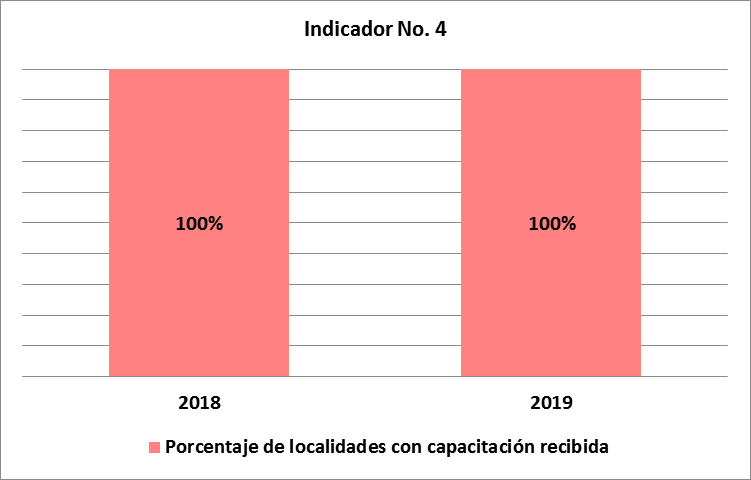 Indicador No. 4
100%
100%
2018
2019
Porcentaje de localidades con capacitación recibida